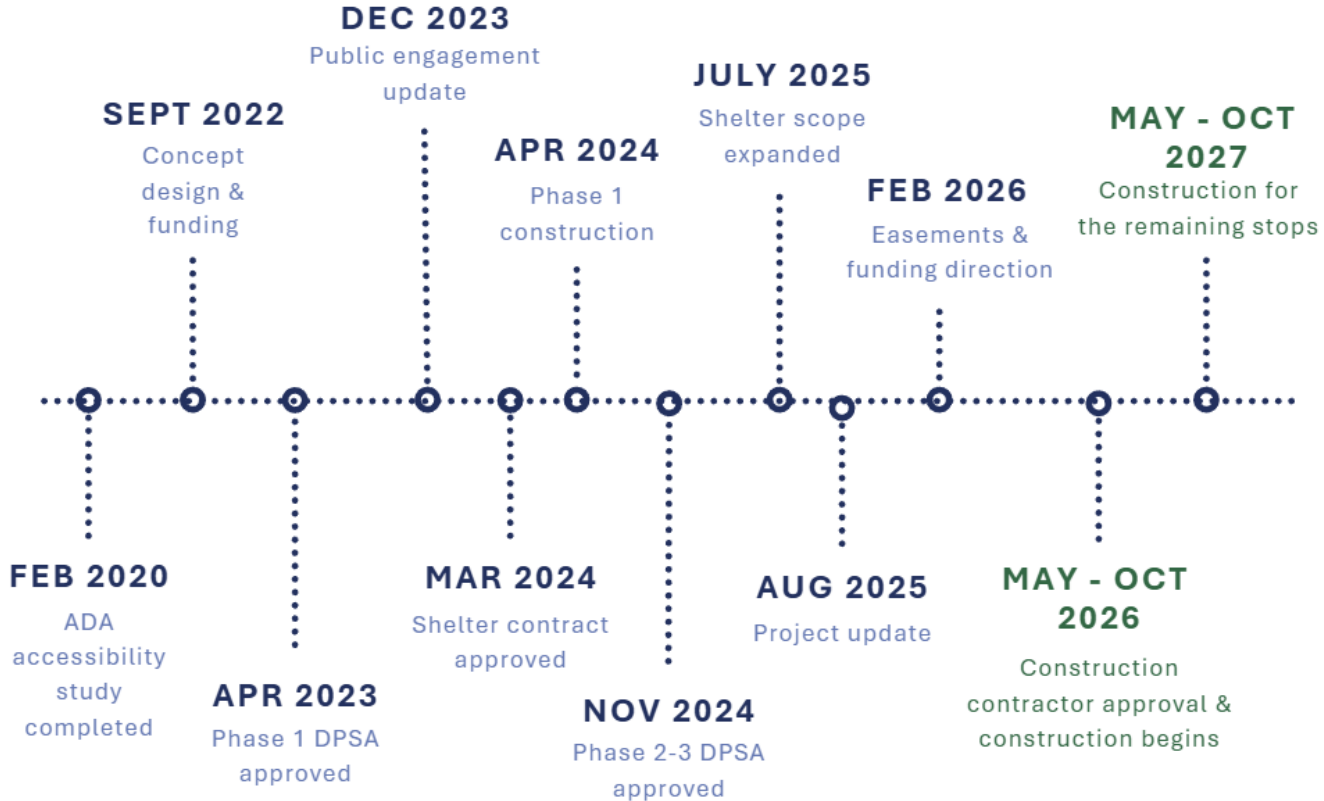 FEB 2020
ADA
accessibility
study
completed
SEPT 2022
Concept
design &
funding
APR 2023
Phase 1 DPSA
approved
DEC 2023
Public engagement
update
MAR 2024
Shelter contract
approved
APR 2024
Phase 1
construction
NOV 2024
Phase 2-3 DPSA
approved
JULY 2025
Shelter scope
expanded
AUG 2025
Project update
FEB 2026
Easements &
funding direction
MAY - OCT
2026
Construction
contractor approval &
construction begins
MAY - OCT
2027
Construction for
the remaining stops